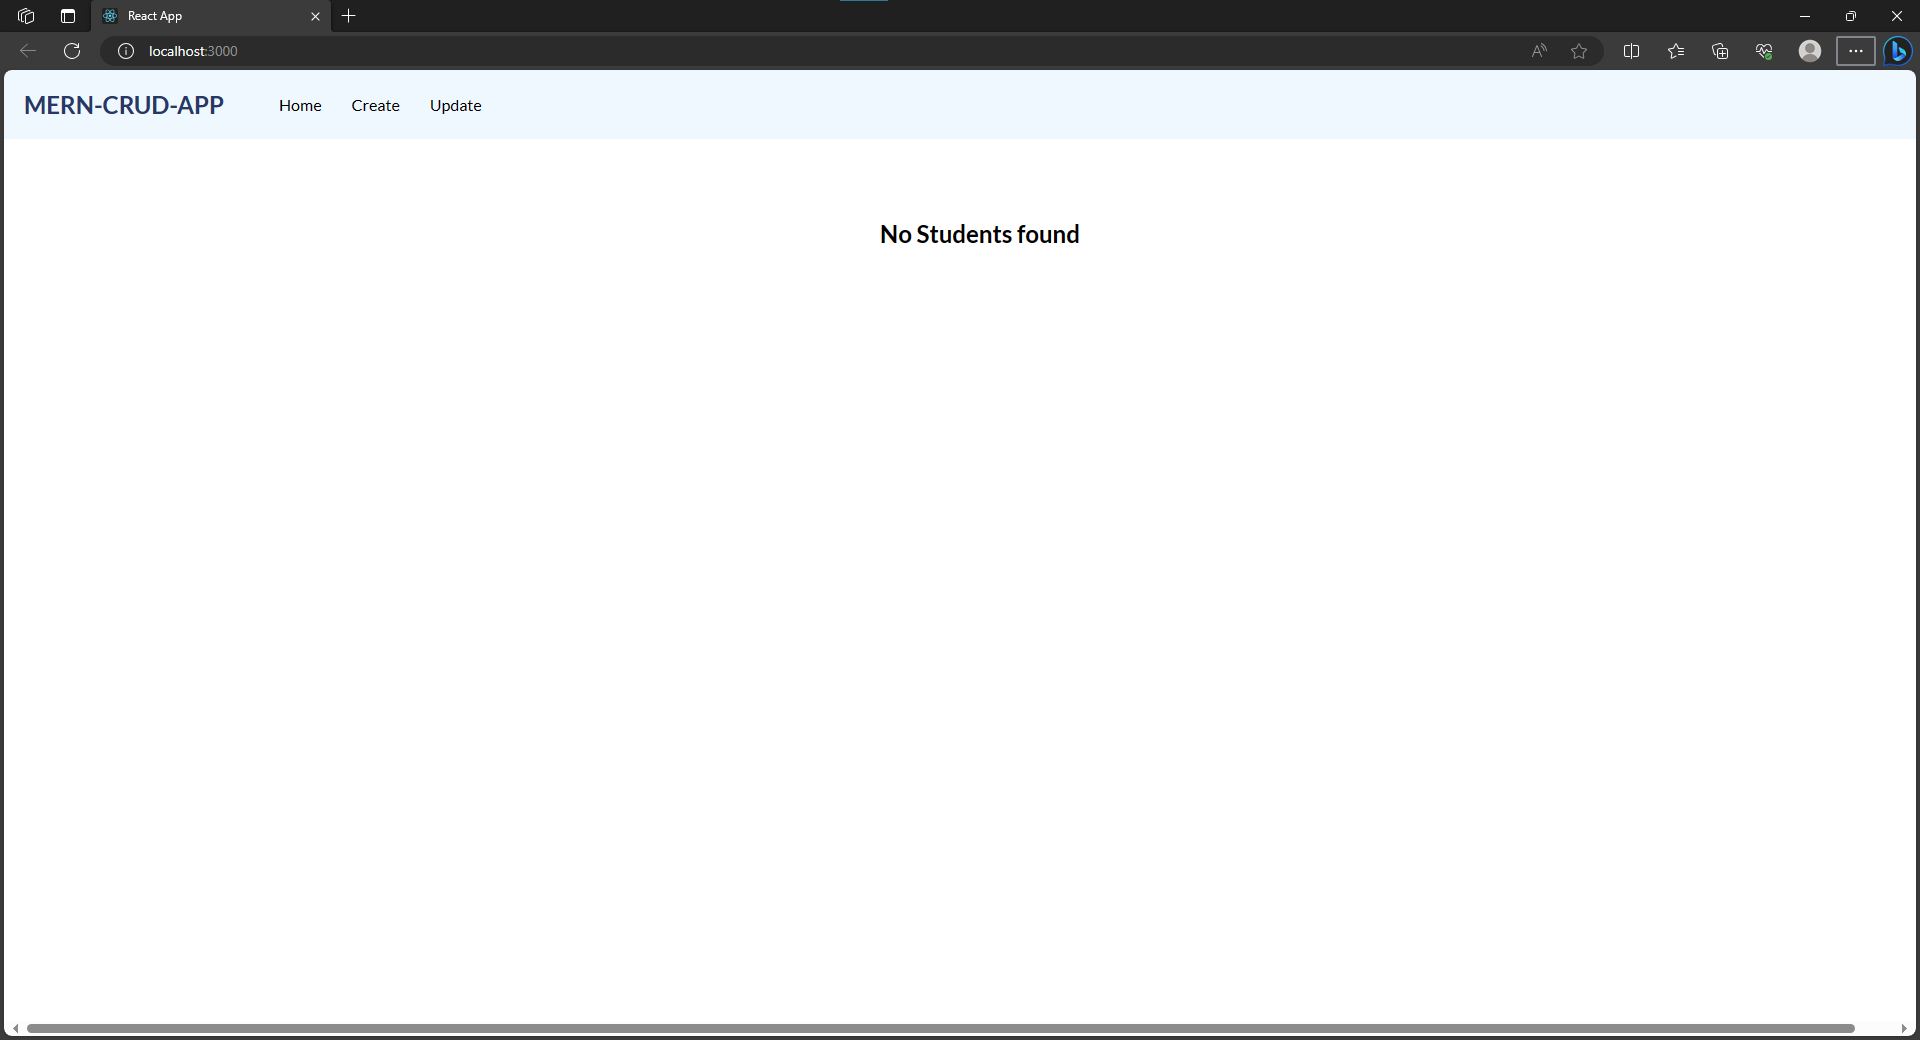 React App
localhost:3000
MERN-CRUD-APP Home Create Update
No Students found